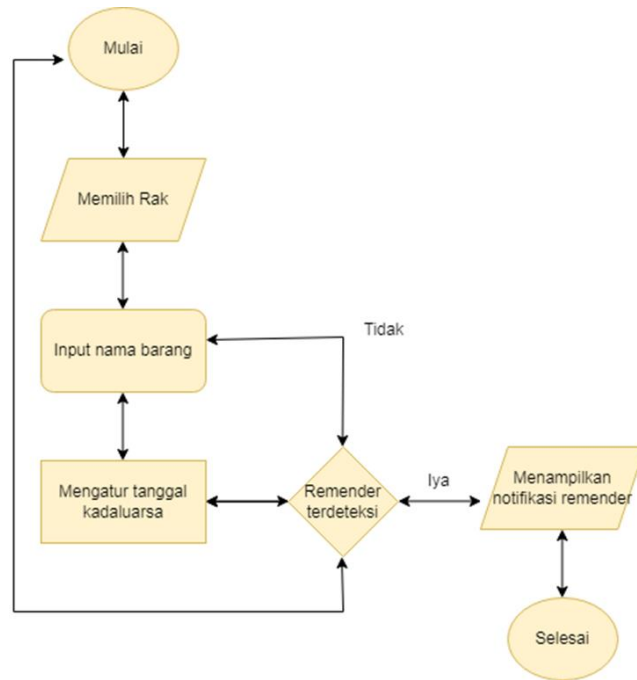 Mulai
Memilih Rak
Input nama barang
Tidak
Mengatur tanggal
kadaluarsa
Remender
terdeteksi
Iya
Menampilkan
notifikasi remender
Selesai